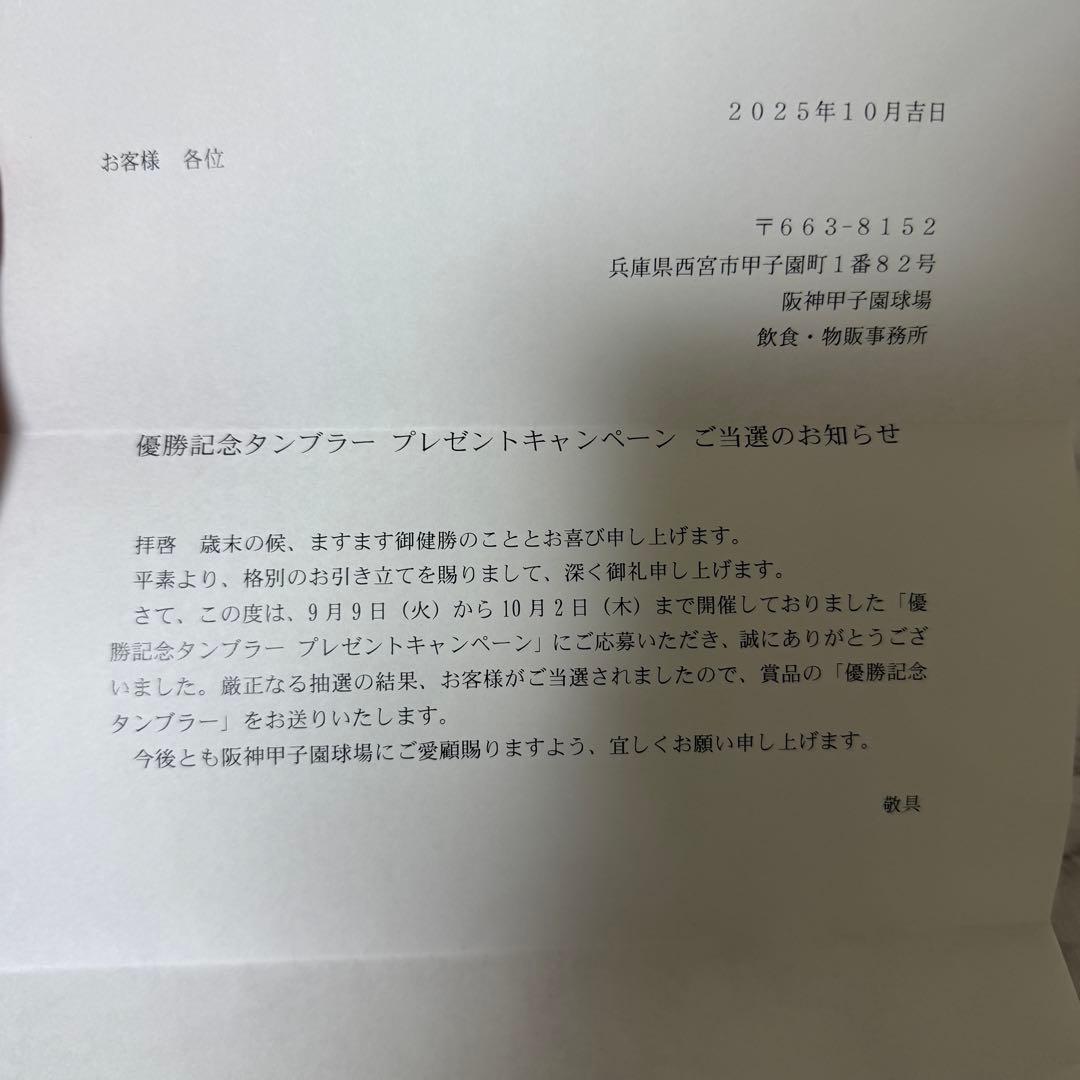 ２０２５年１０月吉日
お客様　各位
〒６６３−８１５２
兵庫県西宮市甲子園町１番８２号
阪神甲子園球場
飲食・物販事務所
優勝記念タンブラー プレゼントキャンペーン ご当選のお知らせ
拝啓　歳末の候、ますます御健勝のこととお喜び申し上げます。
平素より、格別のお引き立てを賜りまして、深く御礼申し上げます。
さて、この度は、9月9日（火）から10月2日（木）まで開催しておりました「優
勝記念タンブラー プレゼントキャンペーン」にご応募いただき、誠にありがとうござ
いました。厳正なる抽選の結果、お客様がご当選されましたので、賞品の「優勝記念
タンブラー」をお送りいたします。
今後とも阪神甲子園球場にご愛顧賜りますよう、宜しくお願い申し上げます。
敬具